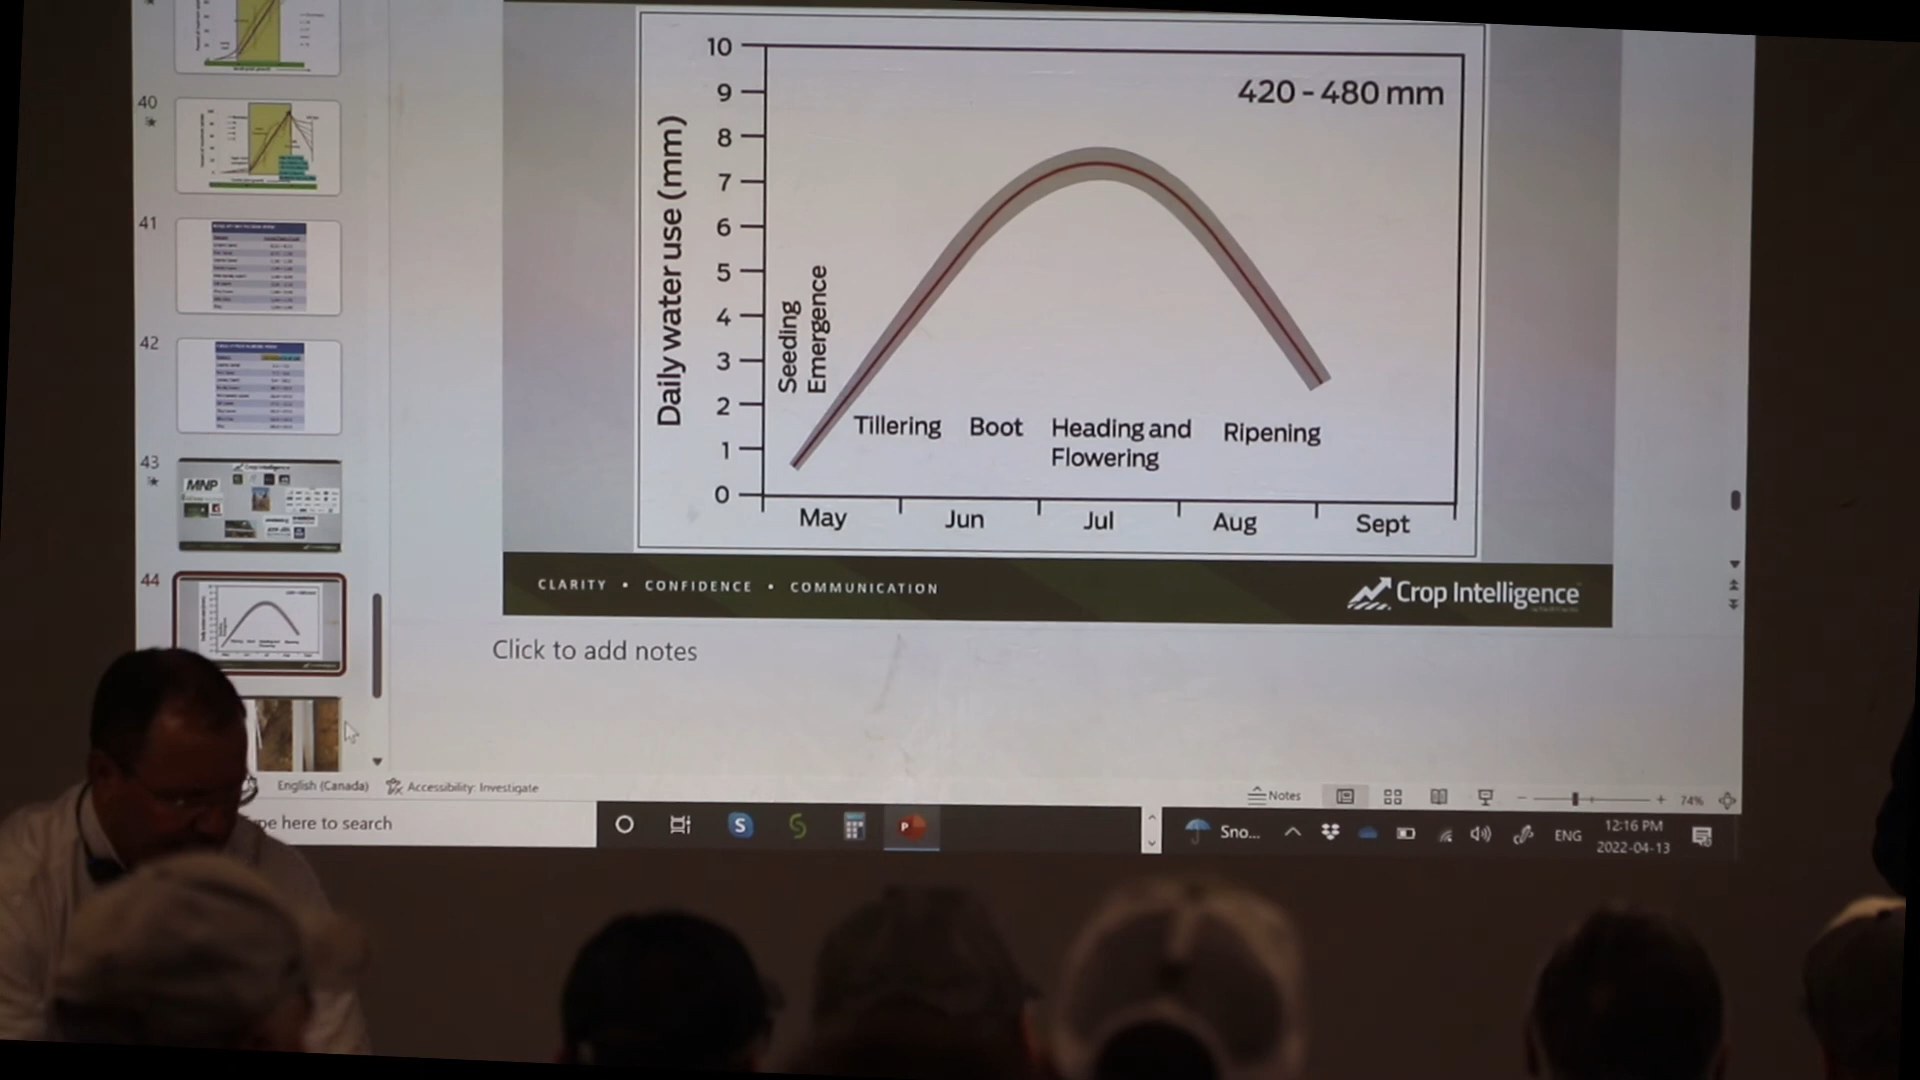 10
9
8
7
6
5
4
3
2
1
0
Daily water use (mm)
420 - 480 mm
Seeding
Emergence
Tillering Boot Heading and Ripening
Flowering
May Jun Jul Aug Sept
CLARITY • CONFIDENCE • COMMUNICATION
Crop Intelligence
40
41
42
43
MNP
Crop Intelligence
44
Click to add notes
English (Canada) Accessibility: Investigate
Notes
74%
here to search
Sno...
ENG
12:16 PM
2022-04-13